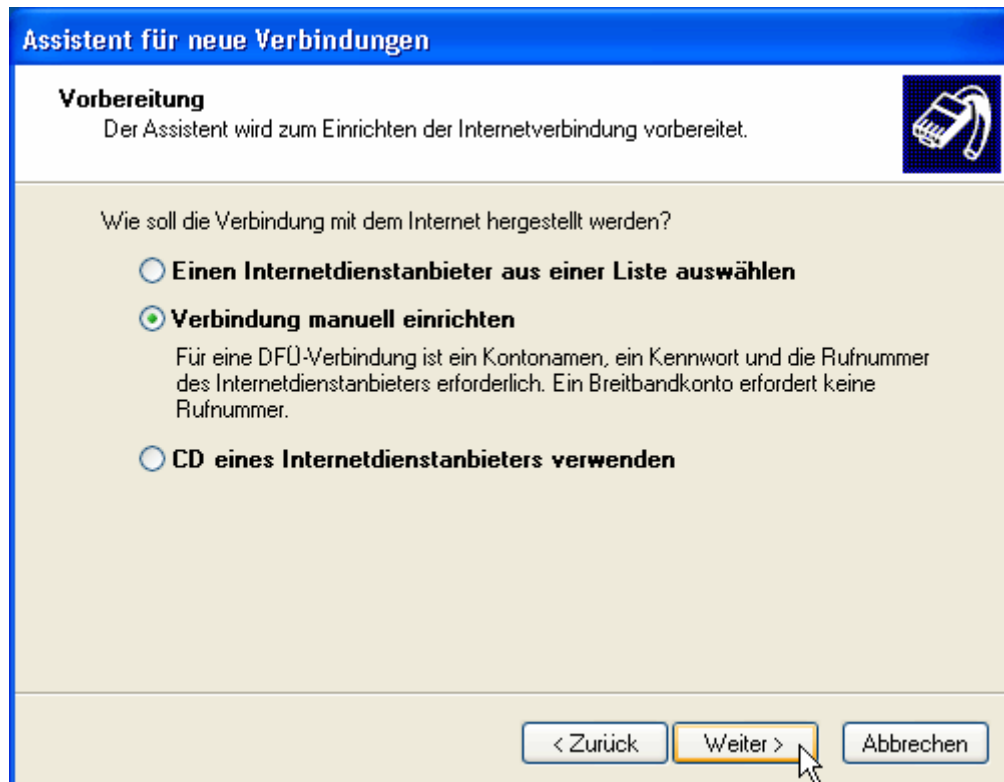 Assistent für neue Verbindungen
Vorbereitung
Der Assistent wird zum Einrichten der Internetverbindung vorbereitet.
Wie soll die Verbindung mit dem Internet hergestellt werden?
Einen Internetdienstanbieter aus einer Liste auswählen
Verbindung manuell einrichten
Für eine DFÜ-Verbindung ist ein Kontonamen, ein Kennwort und die Rufnummer
des Internetdienstanbieters erforderlich. Ein Breitbandkonto erfordert keine
Rufnummer.
CD eines Internetdienstanbieters verwenden
< Zurück Weiter > Abbrechen